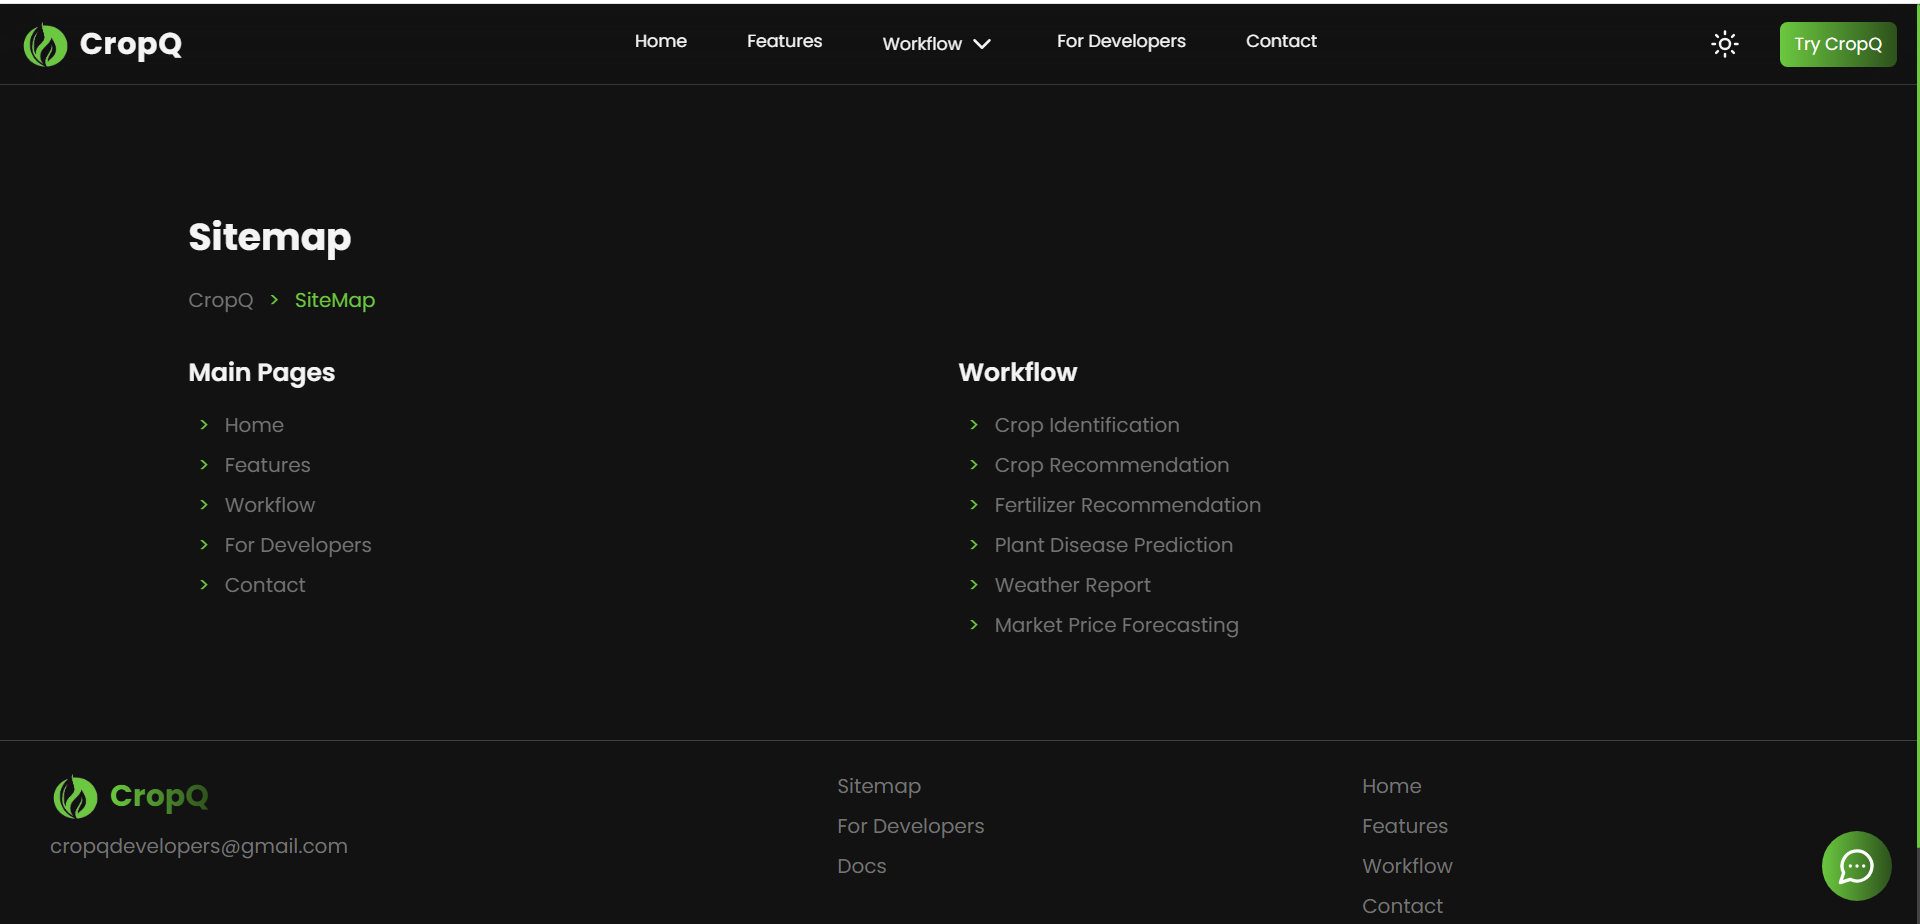 CropQ
Home
Features
Workflow
For Developers
Contact
Try CropQ
Sitemap
CropQ > SiteMap
Main Pages
> Home
> Features
> Workflow
> For Developers
> Contact
Workflow
> Crop Identification
> Crop Recommendation
> Fertilizer Recommendation
> Plant Disease Prediction
> Weather Report
> Market Price Forecasting
CropQ
cropqdevelopers@gmail.com
Sitemap
For Developers
Docs
Home
Features
Workflow
Contact